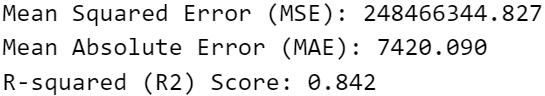 Mean Squared Error (MSE): 248466344.827
Mean Absolute Error (MAE): 7420.090
R-squared (R2) Score: 0.842